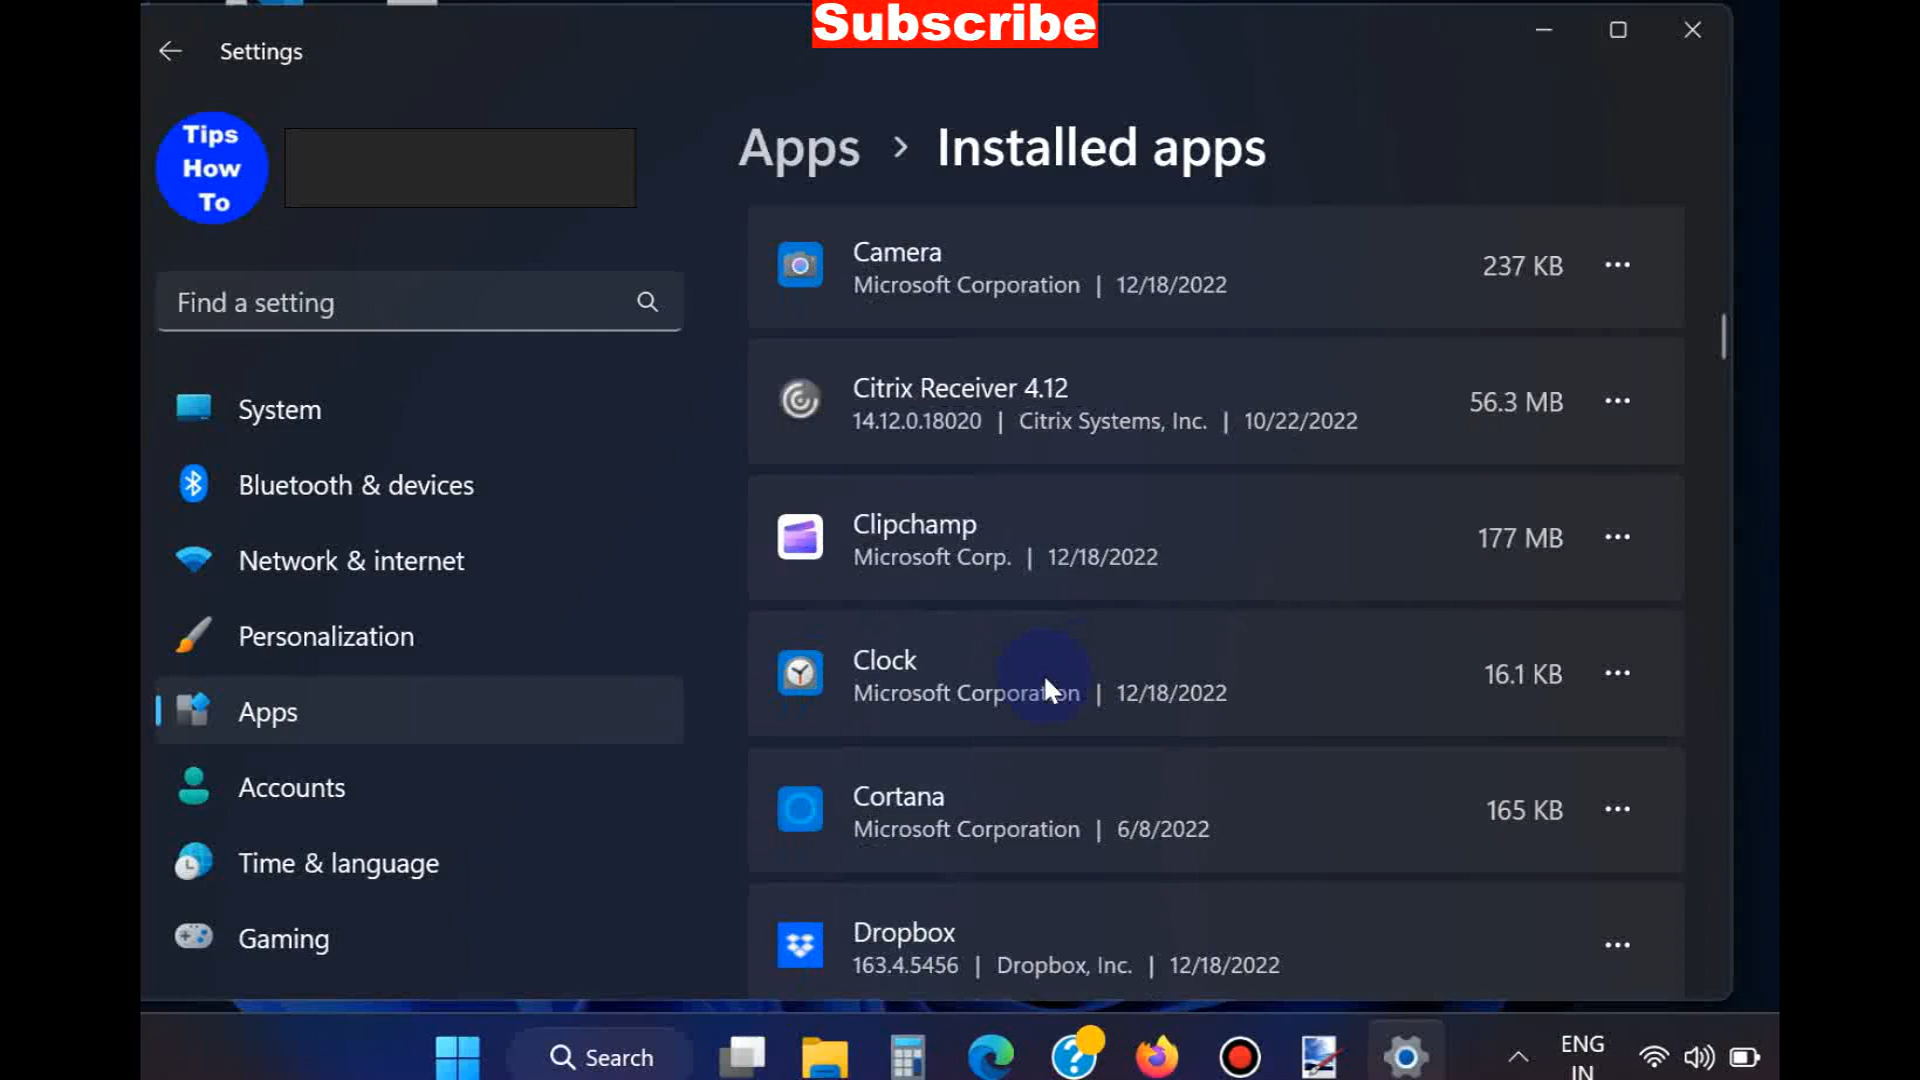 Subscribe
Settings
Tips
How
To
Apps > Installed apps
Find a setting
System
Bluetooth & devices
Network & internet
Personalization
Apps
Accounts
Time & language
Gaming
Camera
Microsoft Corporation | 12/18/2022
237 KB
Citrix Receiver 4.12
14.12.0.18020 | Citrix Systems, Inc. | 10/22/2022
56.3 MB
Clipchamp
Microsoft Corp. | 12/18/2022
177 MB
Clock
Microsoft Corporation | 12/18/2022
16.1 KB
Cortana
Microsoft Corporation | 6/8/2022
165 KB
Dropbox
163.4.5456 | Dropbox, Inc. | 12/18/2022
Search
ENG
IN